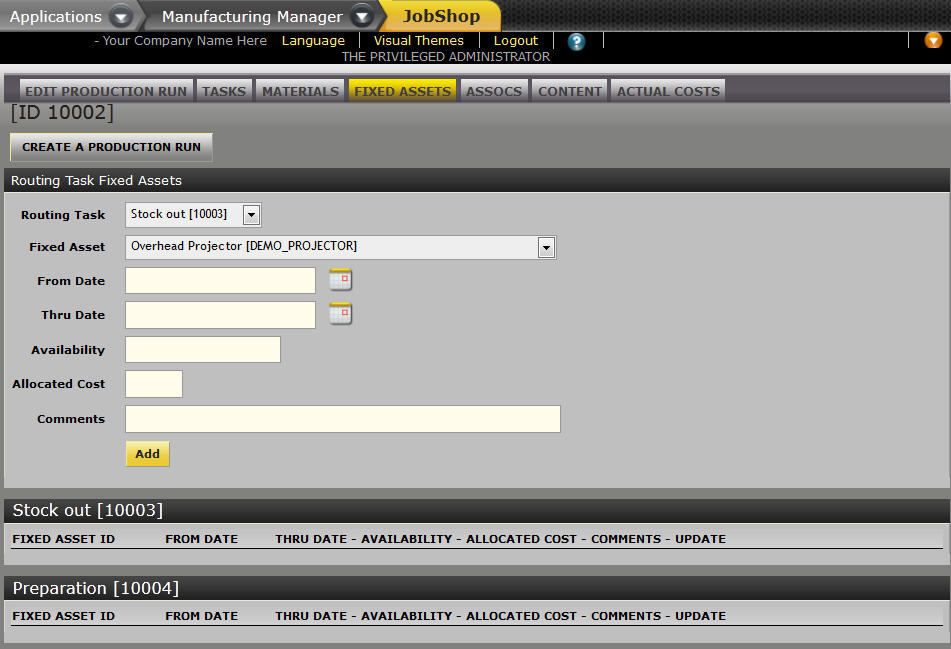 Applications Manufacturing Manager JobShop
- Your Company Name Here Language Visual Themes Logout ?
THE PRIVILEGED ADMINISTRATOR
EDIT PRODUCTION RUN TASKS MATERIALS FIXED ASSETS ASSOCS CONTENT ACTUAL COSTS
[ID 10002]
CREATE A PRODUCTION RUN
Routing Task Fixed Assets
Routing Task Stock out [10003]
Fixed Asset Overhead Projector [DEMO_PROJECTOR]
From Date
Thru Date
Availability
Allocated Cost
Comments
Add
Stock out [10003]
FIXED ASSET ID FROM DATE THRU DATE - AVAILABILITY - ALLOCATED COST - COMMENTS - UPDATE
Preparation [10004]
FIXED ASSET ID FROM DATE THRU DATE - AVAILABILITY - ALLOCATED COST - COMMENTS - UPDATE